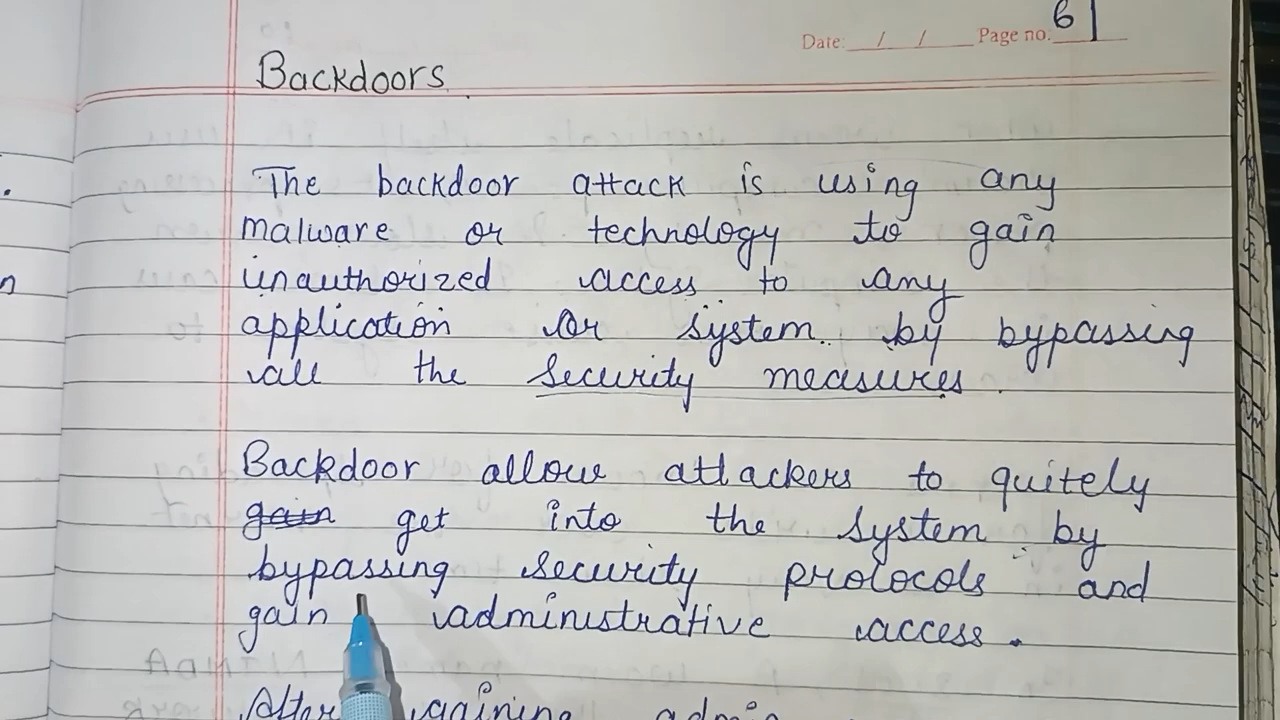 Date: / / Page no: 61
Backdoors.
The backdoor attack is using any
malware or technology to gain
unauthorized access to any
application or system by bypassing
all the security measures.
Backdoor allow attackers to quitely
gain get into the system by
bypassing security protocols and
gain administrative access.
After gaining admin